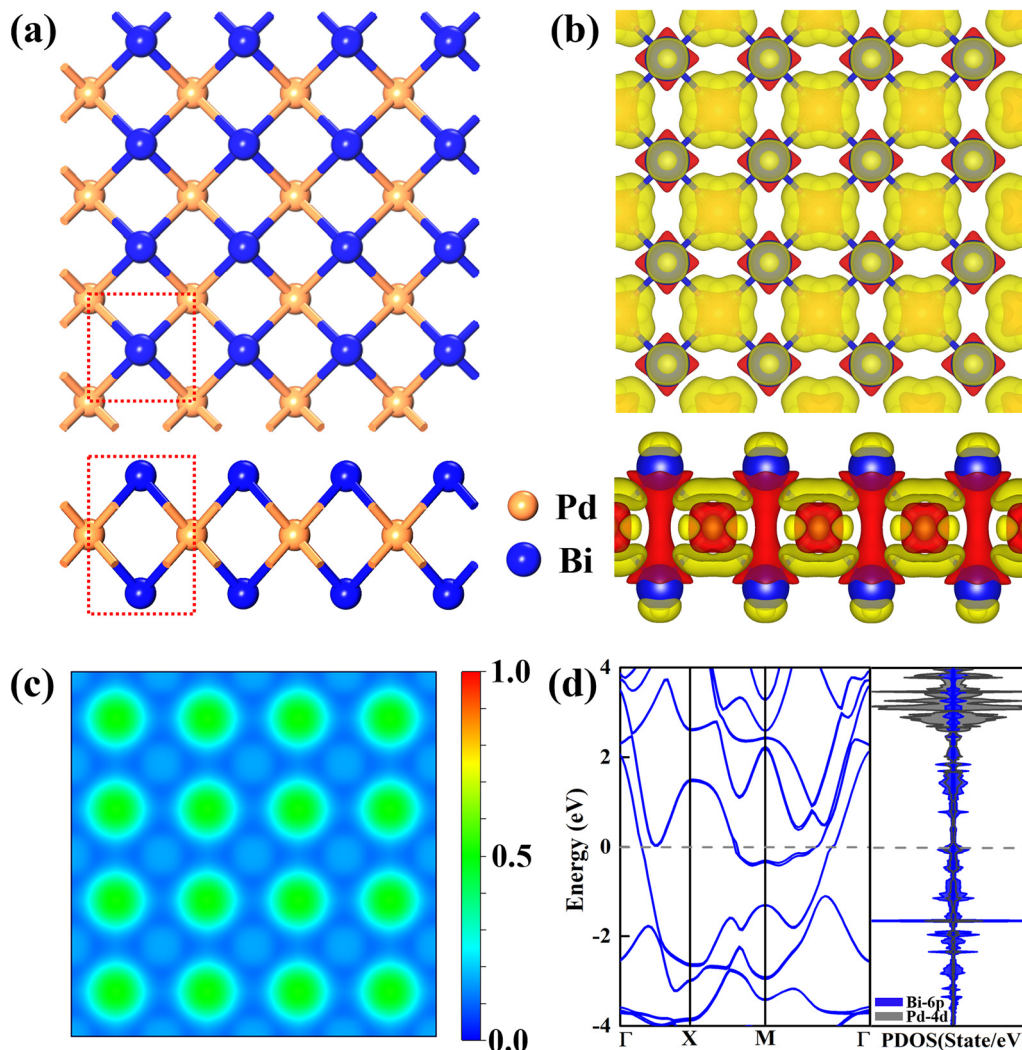 (a)
(b)
Pd
Bi
(c)
1.0
0.5
0.0
(d)
4
2
0
-2
-4
Energy (eV)
Γ X M Γ
Bi-6p
Pd-4d
PDOS(State/eV